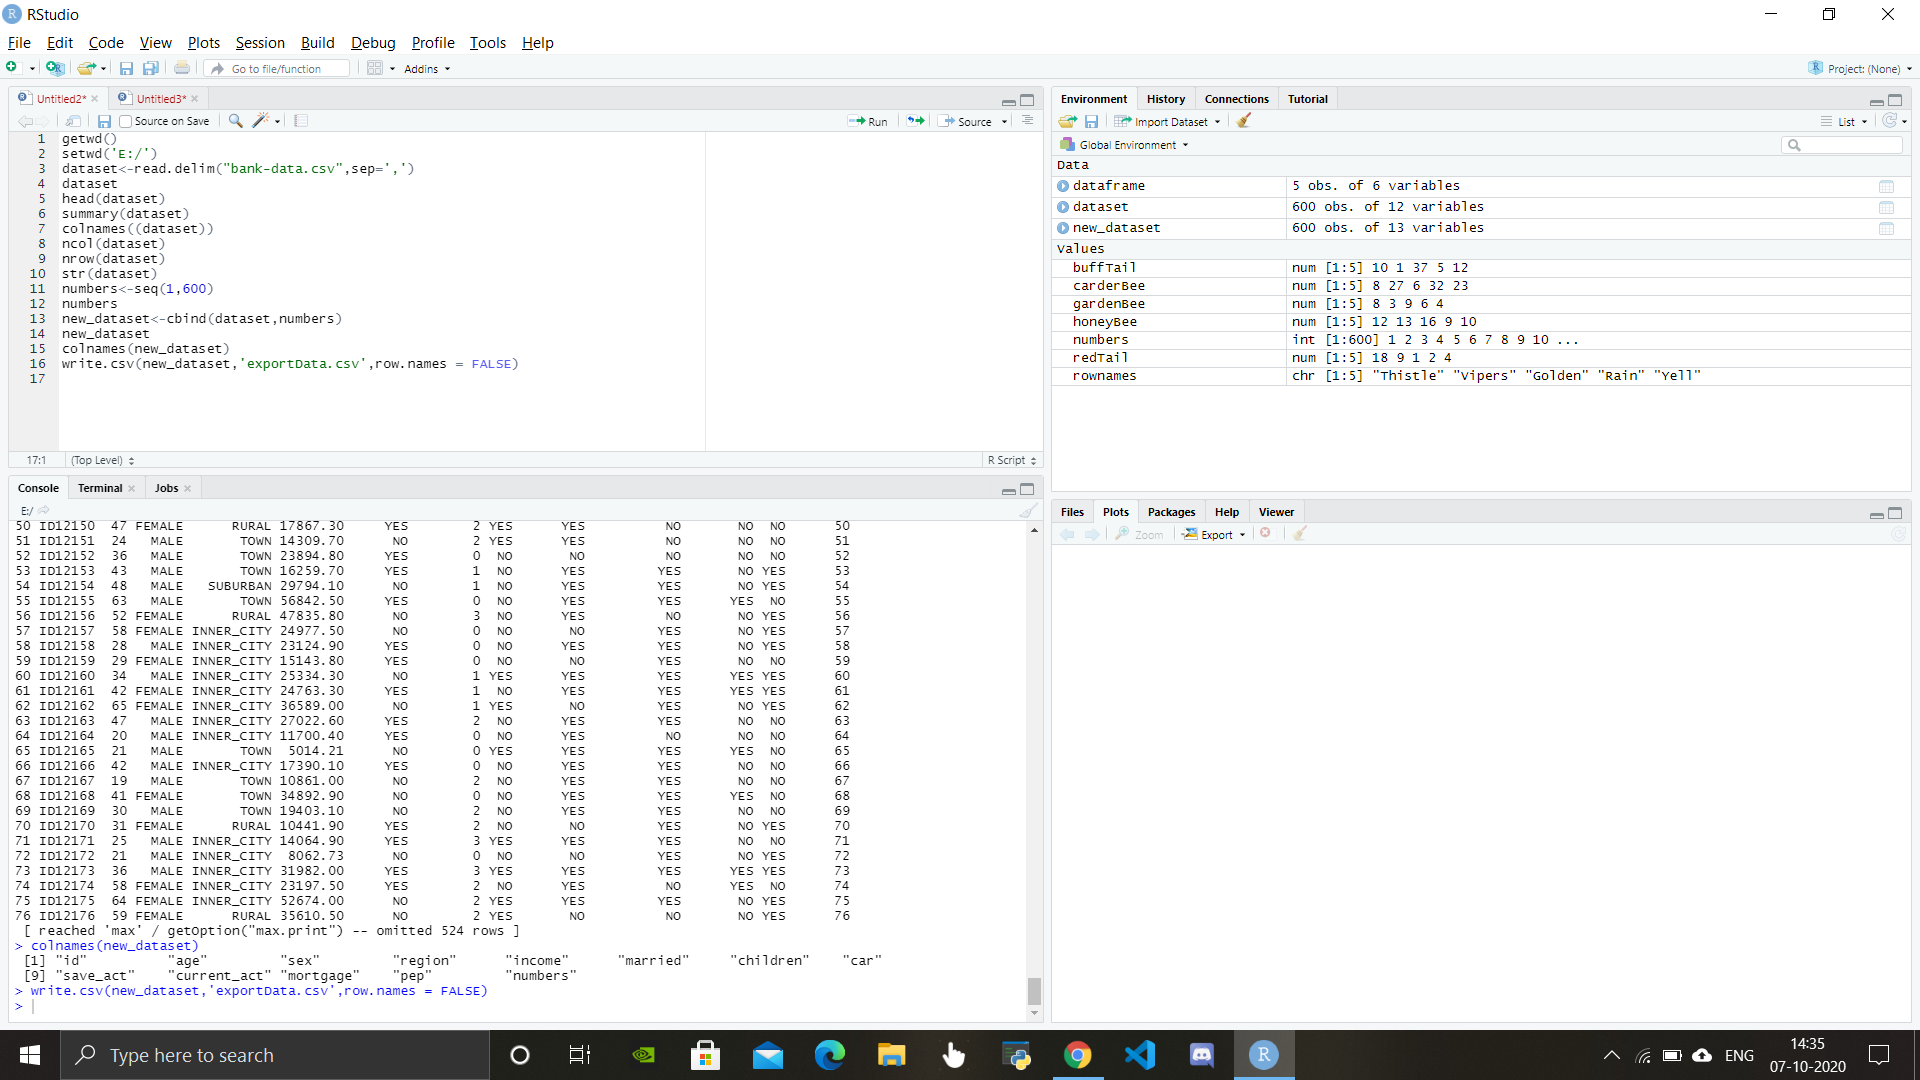 RStudio
File Edit Code View Plots Session Build Debug Profile Tools Help
Go to file/function Addins Project: (None)
Untitled2* Untitled3*
Source on Save Run Source
1 getwd()
2 setwd('E:/')
3 dataset<-read.delim("bank-data.csv",sep=',')
4 dataset
5 head(dataset)
6 summary(dataset)
7 colnames((dataset))
8 ncol(dataset)
9 nrow(dataset)
10 str(dataset)
11 numbers<-seq(1,600)
12 numbers
13 new_dataset<-cbind(dataset,numbers)
14 new_dataset
15 colnames(new_dataset)
16 write.csv(new_dataset,'exportData.csv',row.names = FALSE)
17
17:1 (Top Level) R Script
Console Terminal Jobs
E:/
50 ID12150 47 FEMALE RURAL 17867.30 YES 2 YES YES NO NO NO 50
51 ID12151 24 MALE TOWN 14309.70 NO 2 YES YES NO NO NO 51
52 ID12152 36 MALE TOWN 23894.80 YES 0 NO NO NO NO NO 52
53 ID12153 43 MALE TOWN 16259.70 YES 1 NO YES YES NO YES 53
54 ID12154 48 MALE SUBURBAN 29794.10 NO 1 NO YES YES NO NO 54
55 ID12155 63 MALE TOWN 56842.50 YES 0 NO YES YES YES NO 55
56 ID12156 52 FEMALE RURAL 47835.80 NO 3 NO YES NO NO YES 56
57 ID12157 58 FEMALE INNER_CITY 24977.50 NO 0 NO NO YES NO YES 57
58 ID12158 28 MALE INNER_CITY 23124.90 YES 0 NO YES YES NO YES 58
59 ID12159 29 FEMALE INNER_CITY 15143.80 YES 0 NO NO YES NO NO 59
60 ID12160 34 MALE INNER_CITY 25334.30 NO 1 YES YES YES YES YES 60
61 ID12161 42 FEMALE INNER_CITY 24763.30 YES 1 NO YES YES YES YES 61
62 ID12162 65 FEMALE INNER_CITY 36589.00 NO 1 YES NO YES NO YES 62
63 ID12163 47 MALE INNER_CITY 27022.60 YES 2 NO YES YES NO NO 63
64 ID12164 20 MALE INNER_CITY 11700.40 YES 0 NO YES NO NO NO 64
65 ID12165 21 MALE TOWN 5014.21 NO 0 YES YES YES YES NO 65
66 ID12166 42 MALE INNER_CITY 17390.10 YES 0 NO YES YES NO NO 66
67 ID12167 19 MALE TOWN 10861.00 NO 2 NO YES YES NO NO 67
68 ID12168 41 FEMALE TOWN 34892.90 NO 0 NO YES YES YES NO 68
69 ID12169 30 MALE TOWN 19403.10 NO 2 NO YES YES NO NO 69
70 ID12170 31 FEMALE RURAL 10441.90 YES 2 NO NO YES NO YES 70
71 ID12171 25 MALE INNER_CITY 14064.90 YES 3 YES YES YES NO NO 71
72 ID12172 21 MALE INNER_CITY 8062.73 NO 0 NO NO YES NO YES 72
73 ID12173 36 MALE INNER_CITY 31982.00 YES 3 YES YES YES YES YES 73
74 ID12174 58 FEMALE INNER_CITY 23197.50 YES 2 NO YES NO YES NO 74
75 ID12175 64 FEMALE INNER_CITY 52674.00 NO 2 YES YES YES NO YES 75
76 ID12176 59 FEMALE RURAL 35610.50 NO 2 YES NO NO NO YES 76
[ reached 'max' / getOption("max.print") -- omitted 524 rows ]
> colnames(new_dataset)
[1] "id" "age" "sex" "region" "income" "married" "children" "car"
[9] "save_act" "current_act" "mortgage" "pep" "numbers"
> write.csv(new_dataset,'exportData.csv',row.names = FALSE)
>
Environment History Connections Tutorial
Import Dataset List
Global Environment
Data
dataframe 5 obs. of 6 variables
dataset 600 obs. of 12 variables
new_dataset 600 obs. of 13 variables
Values
buffTail num [1:5] 10 1 37 5 12
carderBee num [1:5] 8 27 6 32 23
gardenBee num [1:5] 8 3 9 6 4
honeyBee num [1:5] 12 13 16 9 10
numbers int [1:600] 1 2 3 4 5 6 7 8 9 10 ...
redTail num [1:5] 18 9 1 2 4
rownames chr [1:5] "Thistle" "Vipers" "Golden" "Rain" "Yell"
Files Plots Packages Help Viewer
Zoom Export
Type here to search
ENG
14:35
07-10-2020